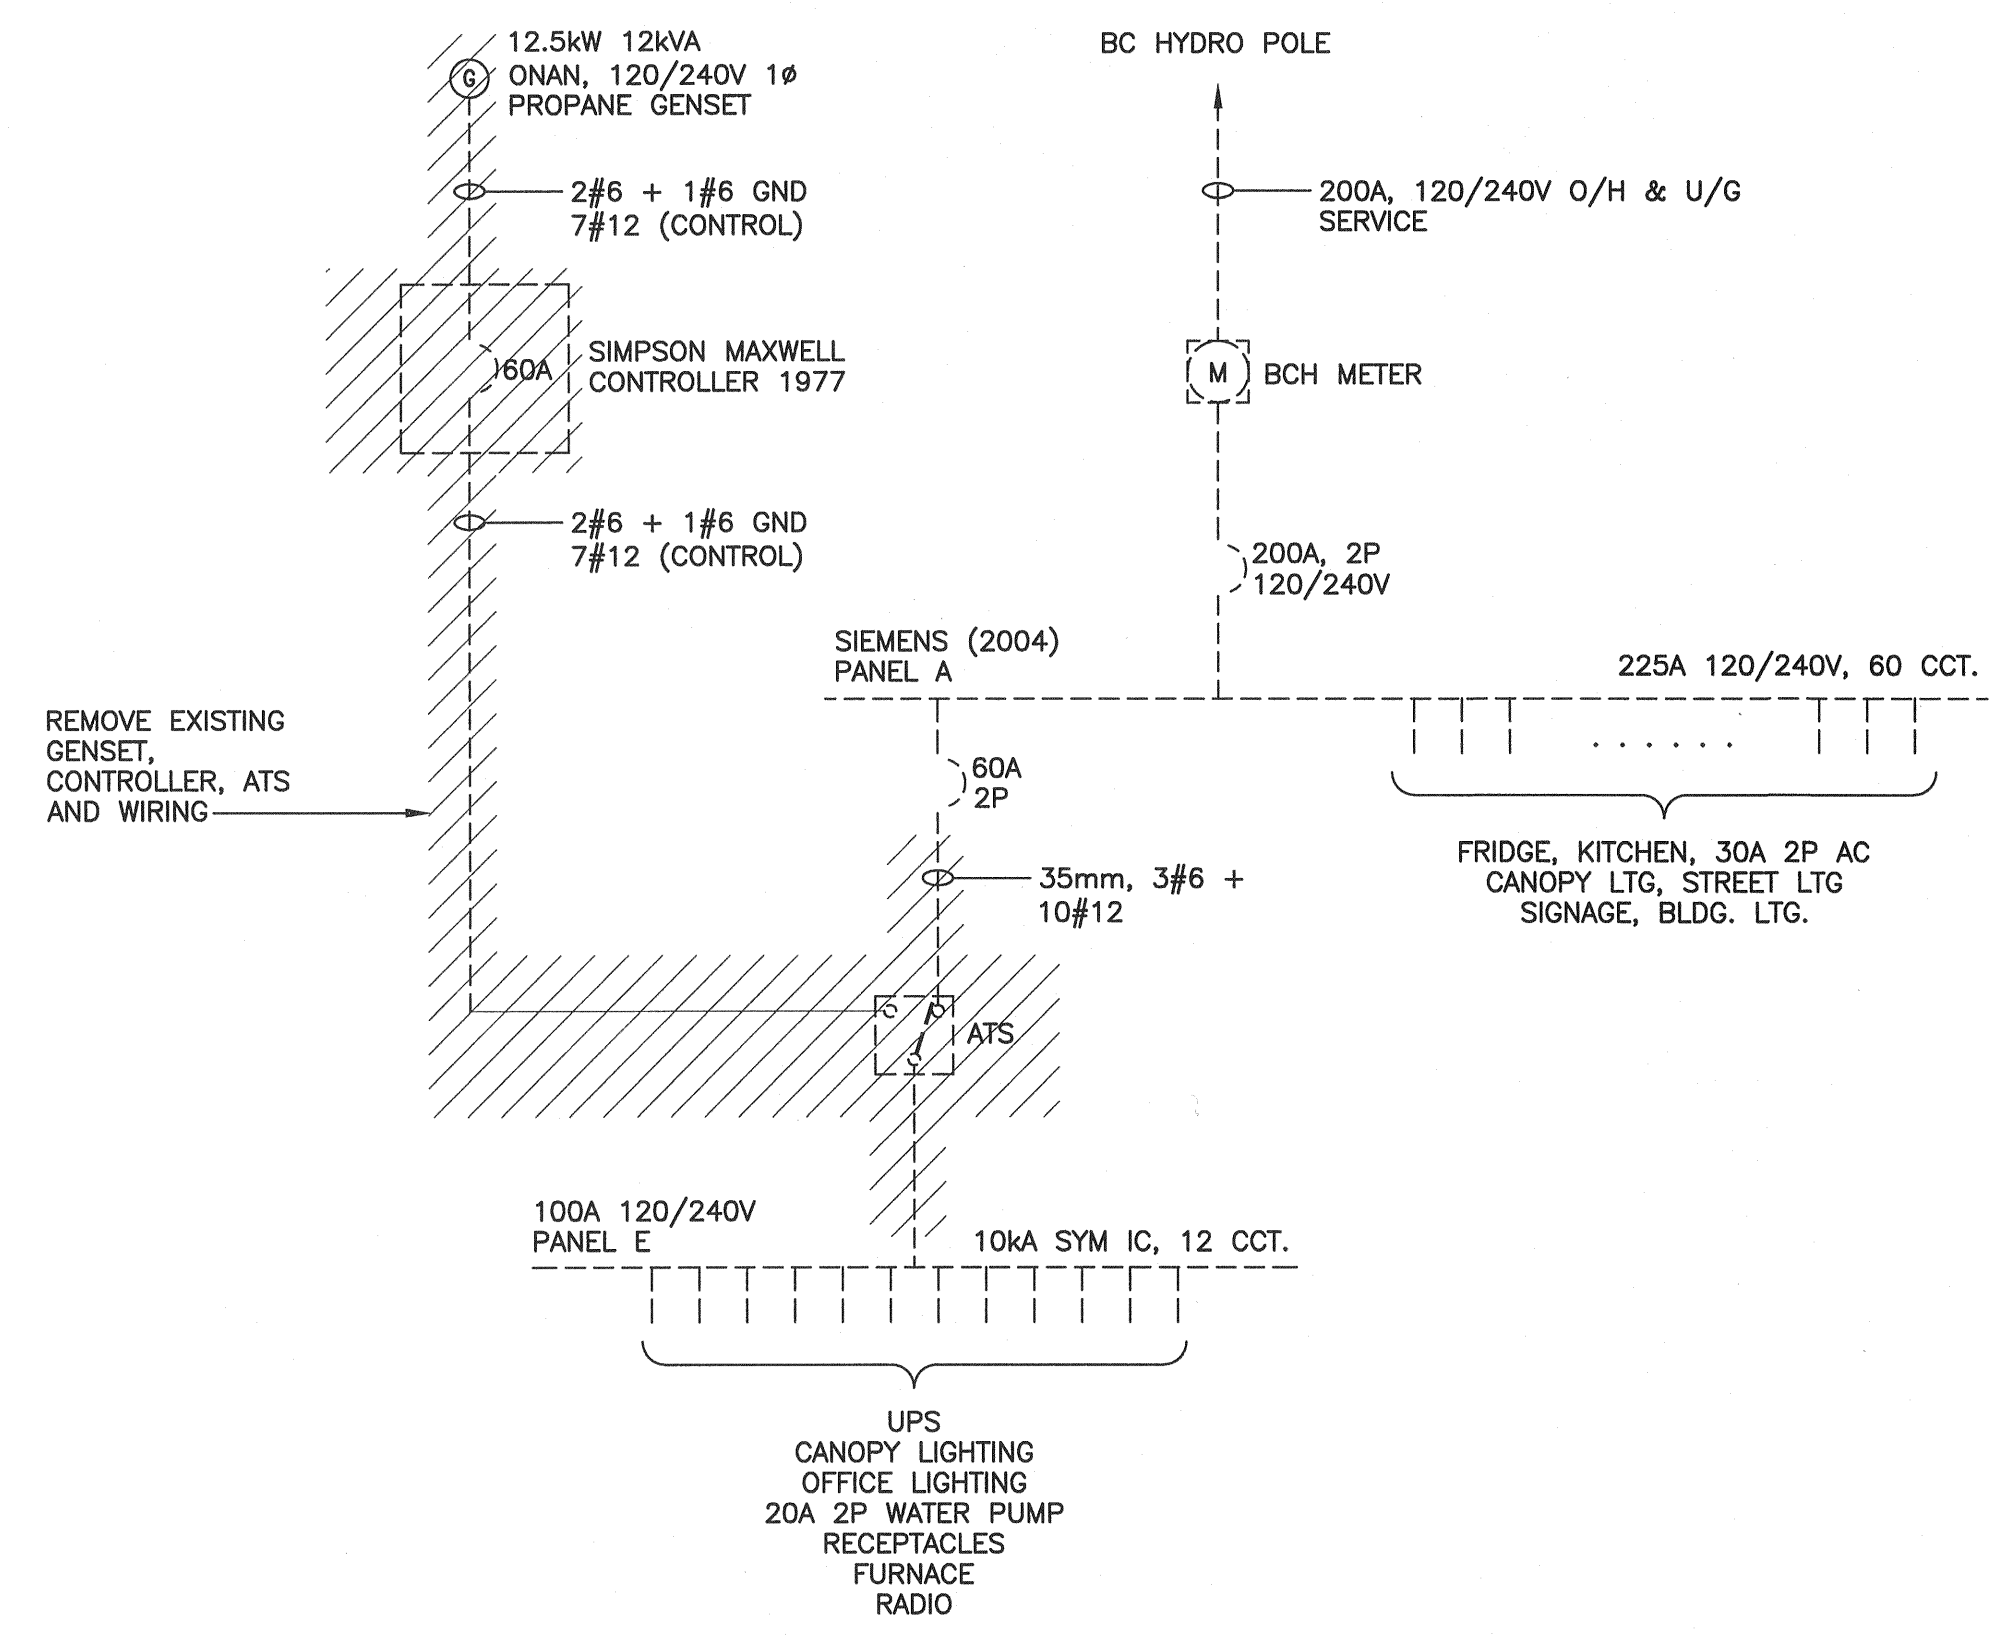 12.5kW 12kVA
ONAN, 120/240V 1ø
PROPANE GENSET
G
2#6 + 1#6 GND
7#12 (CONTROL)
60A
SIMPSON MAXWELL
CONTROLLER 1977
2#6 + 1#6 GND
7#12 (CONTROL)
REMOVE EXISTING
GENSET,
CONTROLLER, ATS
AND WIRING
BC HYDRO POLE
200A, 120/240V O/H & U/G
SERVICE
M
BCH METER
200A, 2P
120/240V
SIEMENS (2004)
PANEL A
225A 120/240V, 60 CCT.
60A
2P
35mm, 3#6 +
10#12
FRIDGE, KITCHEN, 30A 2P AC
CANOPY LTG, STREET LTG
SIGNAGE, BLDG. LTG.
ATS
100A 120/240V
PANEL E
10kA SYM IC, 12 CCT.
UPS
CANOPY LIGHTING
OFFICE LIGHTING
20A 2P WATER PUMP
RECEPTACLES
FURNACE
RADIO